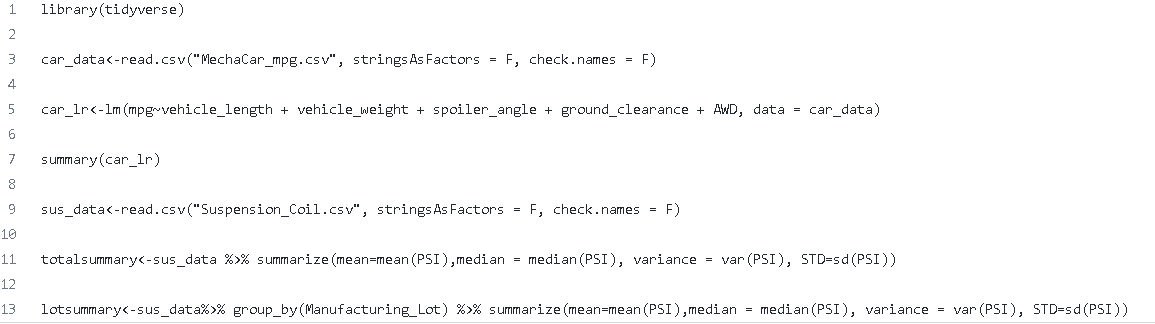 1 library(tidyverse)
2
3 car_data<-read.csv("MechaCar_mpg.csv", stringsAsFactors = F, check.names = F)
4
5 car_lr<-lm(mpg~vehicle_length + vehicle_weight + spoiler_angle + ground_clearance + AWD, data = car_data)
6
7 summary(car_lr)
8
9 sus_data<-read.csv("Suspension_Coil.csv", stringsAsFactors = F, check.names = F)
10
11 totalsummary<-sus_data %>% summarize(mean=mean(PSI),median = median(PSI), variance = var(PSI), STD=sd(PSI))
12
13 lotsummary<-sus_data%>% group_by(Manufacturing_Lot) %>% summarize(mean=mean(PSI),median = median(PSI), variance = var(PSI), STD=sd(PSI))